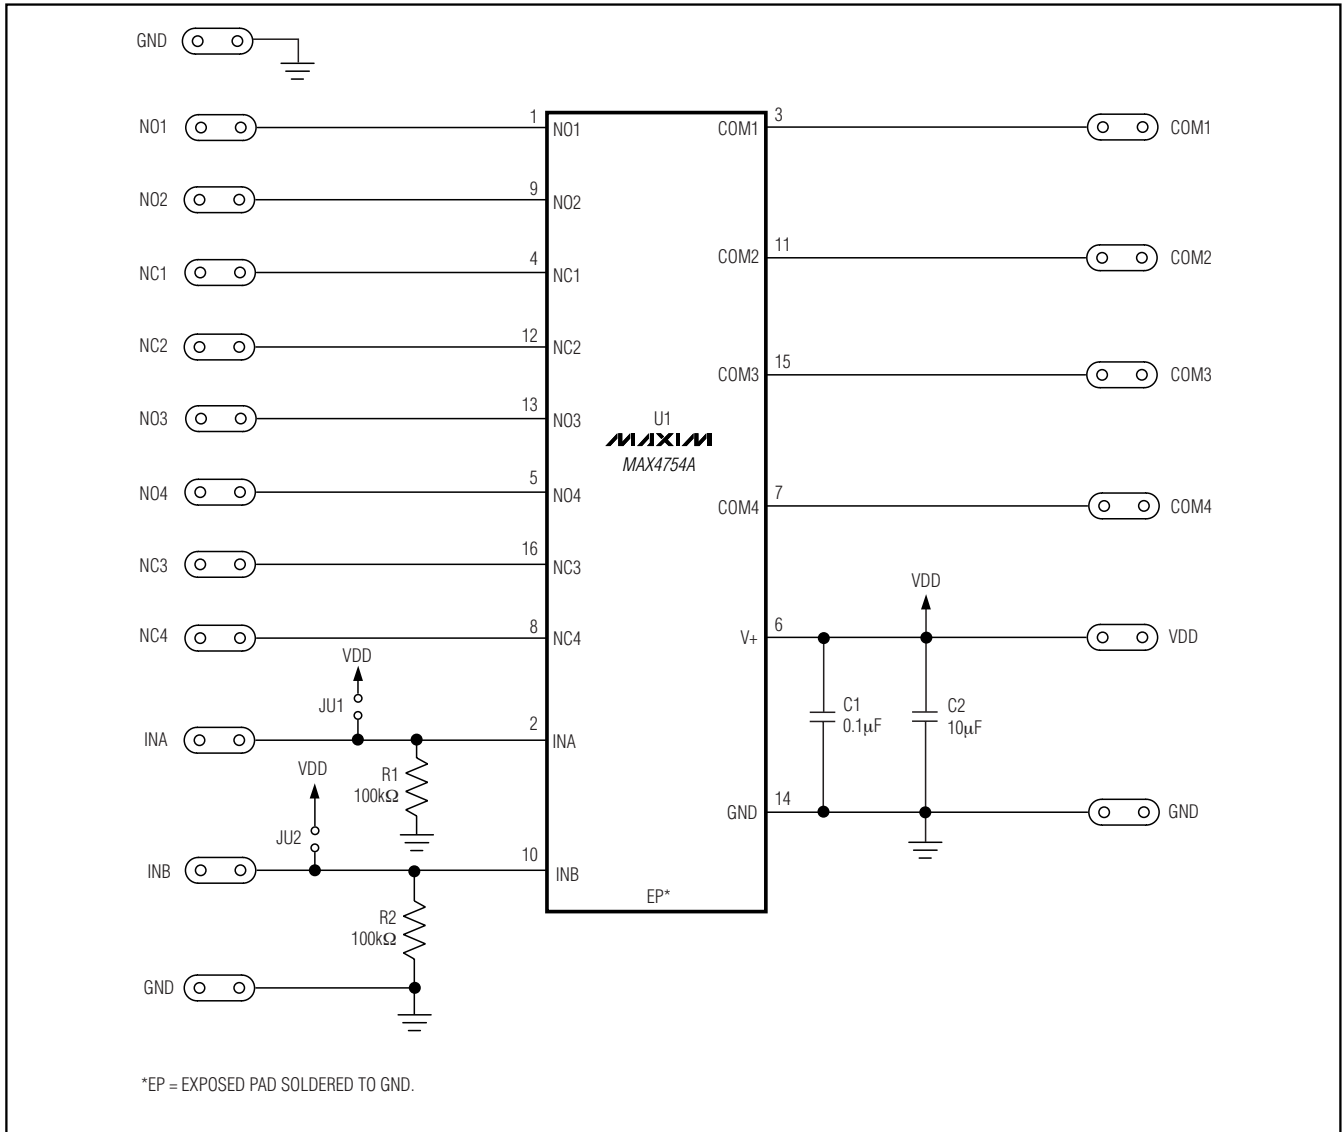 GND
NO1 1 NO1 COM1 3 COM1
NO2 9 NO2
COM2 11 COM2
NC1 4 NC1
NC2 12 NC2
COM3 15 COM3
NO3 13 NO3
U1
MAXIM
MAX4754A
NO4 5 NO4
COM4 7 COM4
NC3 16 NC3
VDD
NC4 8 NC4
V+ 6 VDD
VDD
JU1
C1
0.1µF
C2
10µF
INA 2 INA
R1
100kΩ
VDD
GND 14 GND
JU2
INB 10 INB
EP*
R2
100kΩ
GND
*EP = EXPOSED PAD SOLDERED TO GND.